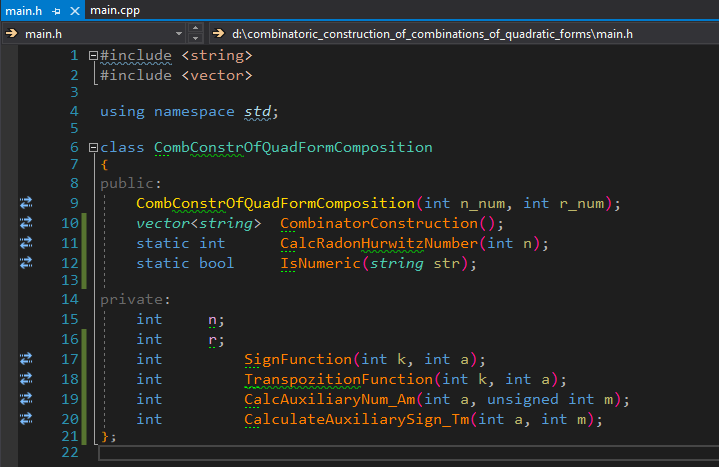 main.h main.cpp
main.h d:\combinatoric_construction_of_combinations_of_quadratic_forms\main.h
1 #include <string>
2 #include <vector>
3
4 using namespace std;
5
6 class CombConstrOfQuadFormComposition
7 {
8 public:
9 CombConstrOfQuadFormComposition(int n_num, int r_num);
10 vector<string> CombinatorConstruction();
11 static int CalcRadonHurwitzNumber(int n);
12 static bool IsNumeric(string str);
13
14 private:
15 int n;
16 int r;
17 int SignFunction(int k, int a);
18 int TranspozitionFunction(int k, int a);
19 int CalcAuxiliaryNum_Am(int a, unsigned int m);
20 int CalculateAuxiliarySign_Tm(int a, int m);
21 };
22